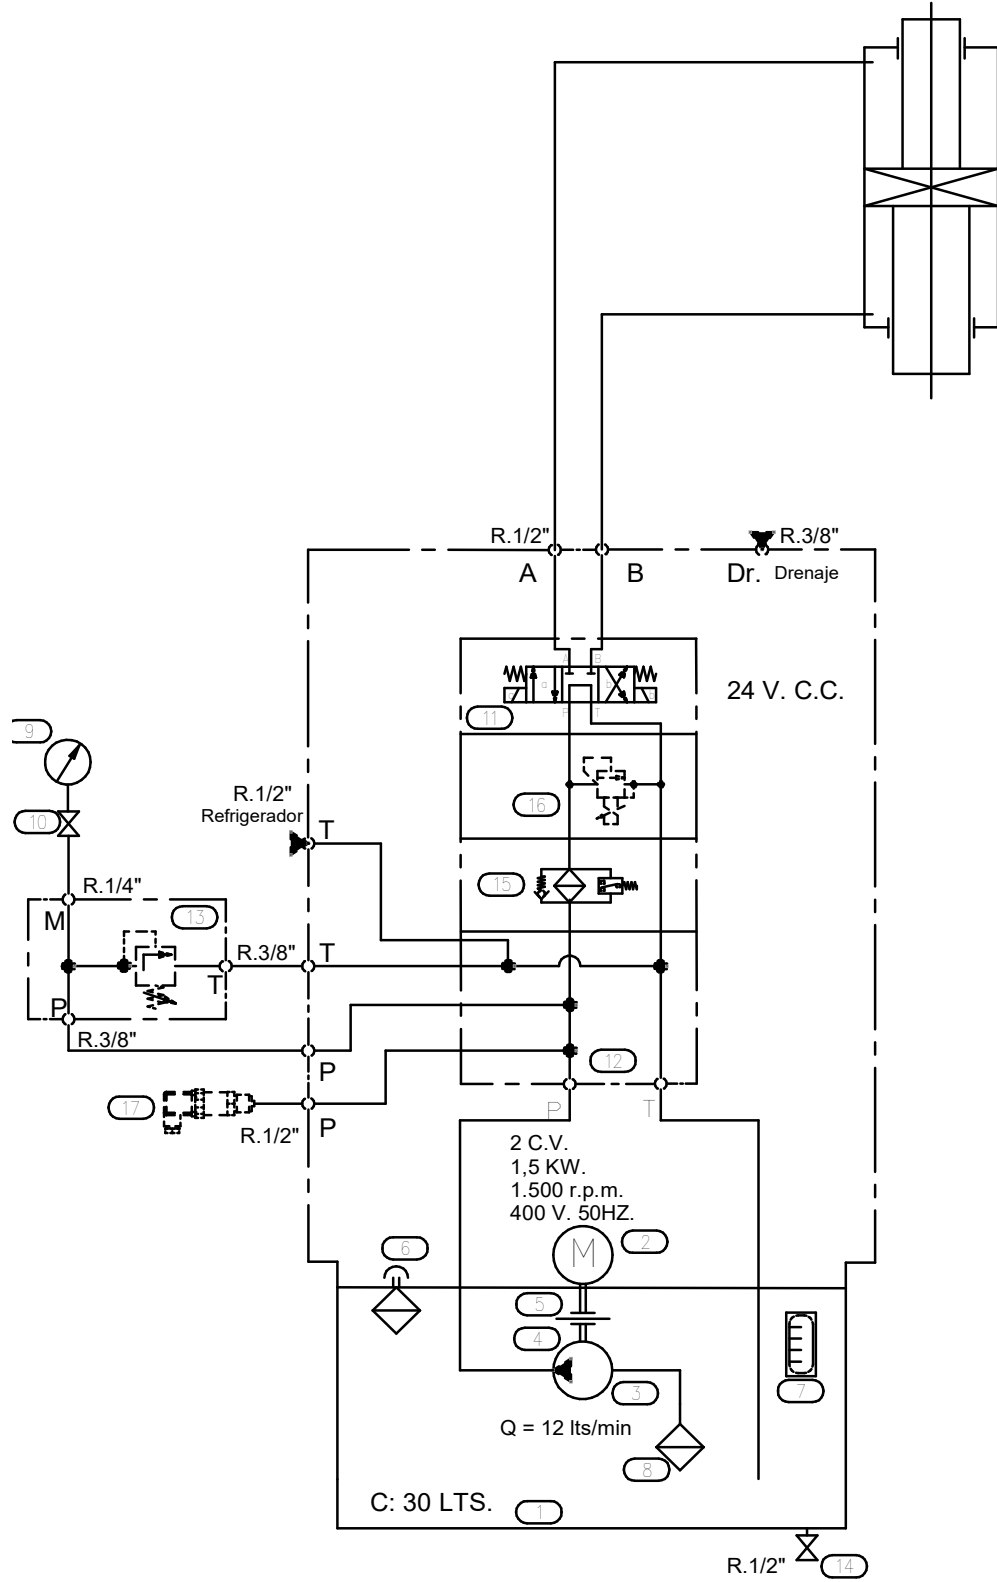 R.1/2"
R.3/8"
A
B
Dr.
Drenaje
A
B
a
b
24 V. C.C.
P
T
11
9
16
R.1/2"
Refrigerador
10
T
15
R.1/4"
13
M
R.3/8"
T
T
P
R.3/8"
12
P
17
P
T
R.1/2"
P
2 C.V.
1,5 KW.
1.500 r.p.m.
400 V. 50HZ.
M
2
6
5
4
3
7
Q = 12 lts/min
8
C: 30 LTS.
1
R.1/2"
14